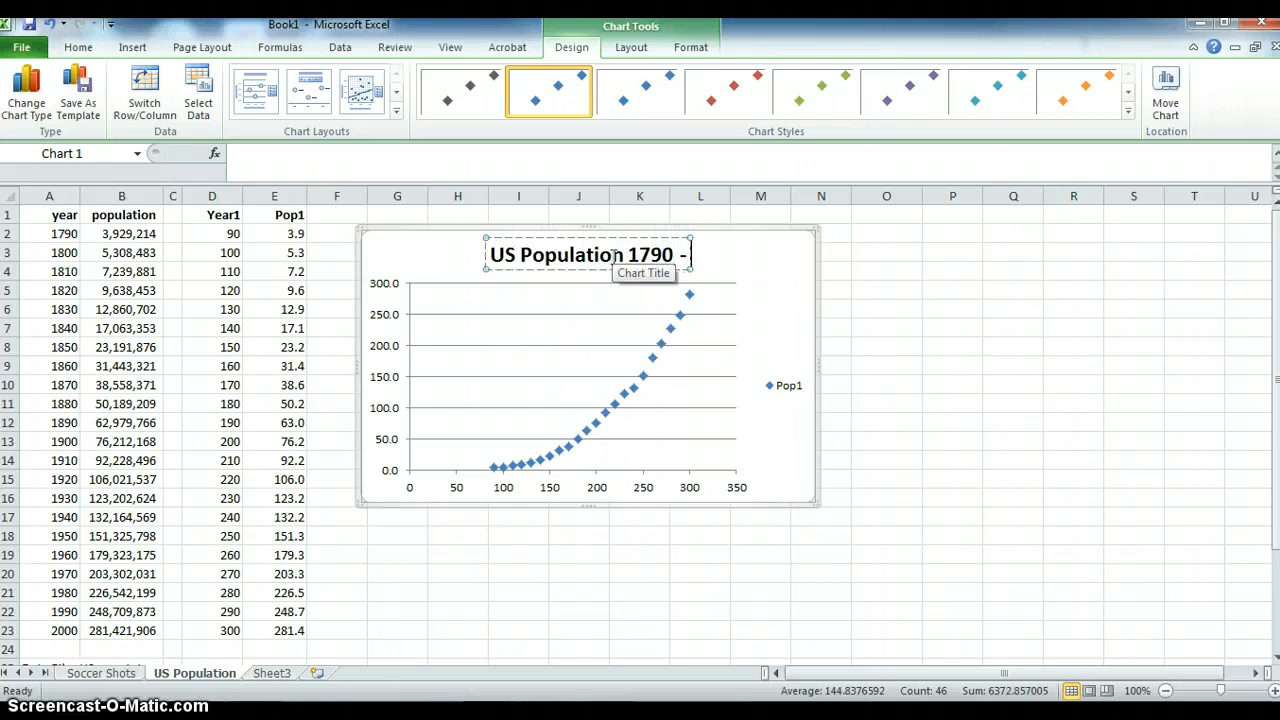 Book1 - Microsoft Excel
Chart Tools
File Home Insert Page Layout Formulas Data Review View Acrobat Design Layout Format
Change Chart Type
Save As Template
Switch Row/Column
Select Data
Move Chart
Type Data Chart Layouts Chart Styles Location
Chart 1 fx
A B C D E F G H I J K L M N O P Q R S T U
1 year population Year1 Pop1
2 1790 3,929,214 90 3.9
3 1800 5,308,483 100 5.3
4 1810 7,239,881 110 7.2
5 1820 9,638,453 120 9.6
6 1830 12,860,702 130 12.9
7 1840 17,063,353 140 17.1
8 1850 23,191,876 150 23.2
9 1860 31,443,321 160 31.4
10 1870 38,558,371 170 38.6
11 1880 50,189,209 180 50.2
12 1890 62,979,766 190 63.0
13 1900 76,212,168 200 76.2
14 1910 92,228,496 210 92.2
15 1920 106,021,537 220 106.0
16 1930 123,202,624 230 123.2
17 1940 132,164,569 240 132.2
18 1950 151,325,798 250 151.3
19 1960 179,323,175 260 179.3
20 1970 203,302,031 270 203.3
21 1980 226,542,199 280 226.5
22 1990 248,709,873 290 248.7
23 2000 281,421,906 300 281.4
24
US Population 1790 -
Chart Title
300.0
250.0
200.0
150.0
100.0
50.0
0.0
0 50 100 150 200 250 300 350
Pop1
Soccer Shots US Population Sheet3
Ready Average: 144.8376592 Count: 46 Sum: 6372.857005 100%
Screencast-O-Matic.com